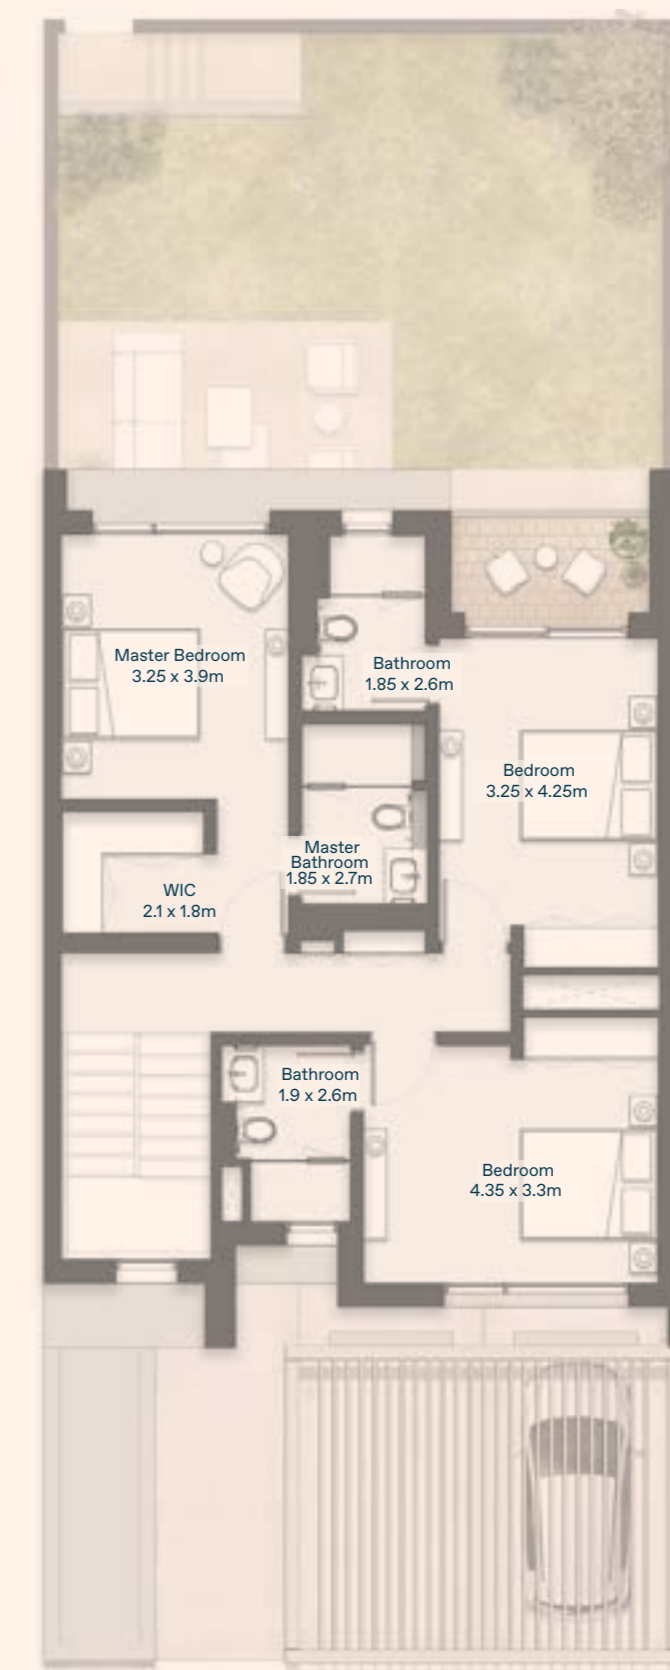 Master Bedroom
3.25 x 3.9m
Bathroom
1.85 x 2.6m
Bedroom
3.25 x 4.25m
Master
Bathroom
1.85 x 2.7m
WIC
2.1 x 1.8m
Bathroom
1.9 x 2.6m
Bedroom
4.35 x 3.3m